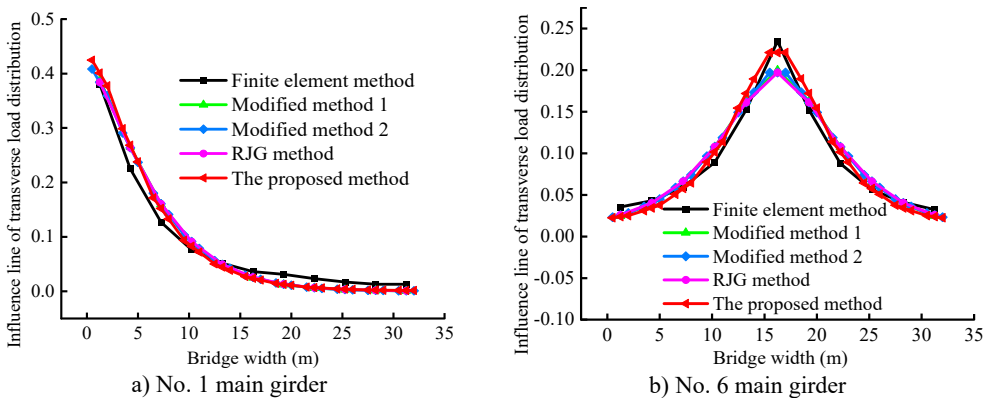 Influence line of transverse load distribution
0.5
0.4
0.3
0.2
0.1
0.0
Finite element method
Modified method 1
Modified method 2
RJG method
The proposed method
0 5 10 15 20 25 30 35
Bridge width (m)
a) No. 1 main girder
Influence line of transverse load distribution
0.25
0.20
0.15
0.10
0.05
0.00
-0.05
-0.10
Finite element method
Modified method 1
Modified method 2
RJG method
The proposed method
0 5 10 15 20 25 30 35
Bridge width (m)
b) No. 6 main girder